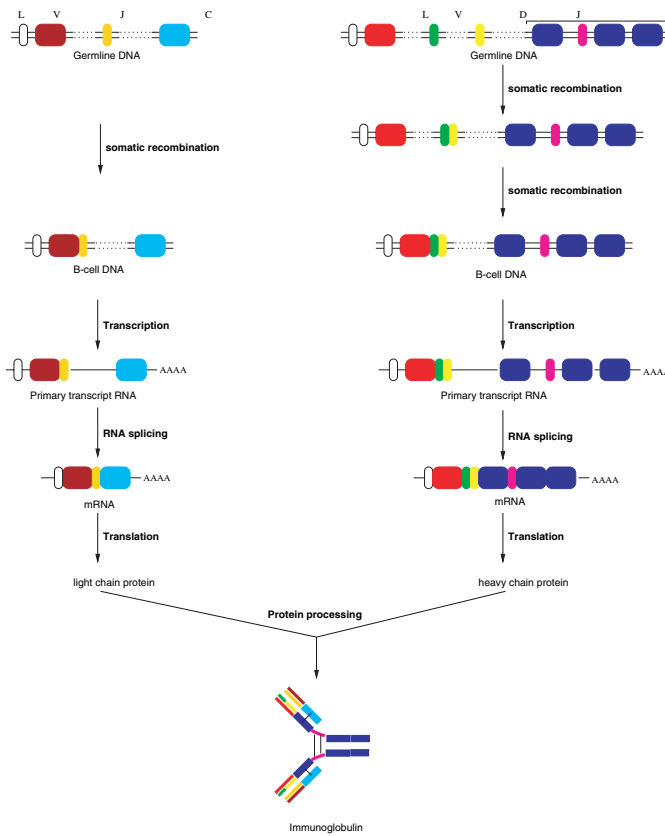 L V J C
L V D J
Germline DNA
Germline DNA
somatic recombination
somatic recombination
somatic recombination
B-cell DNA
B-cell DNA
Transcription
Transcription
AAAA
AAA
Primary transcript RNA
Primary transcript RNA
RNA splicing
RNA splicing
AAAA
AAAA
mRNA
mRNA
Translation
Translation
light chain protein
heavy chain protein
Protein processing
Immunoglobulin